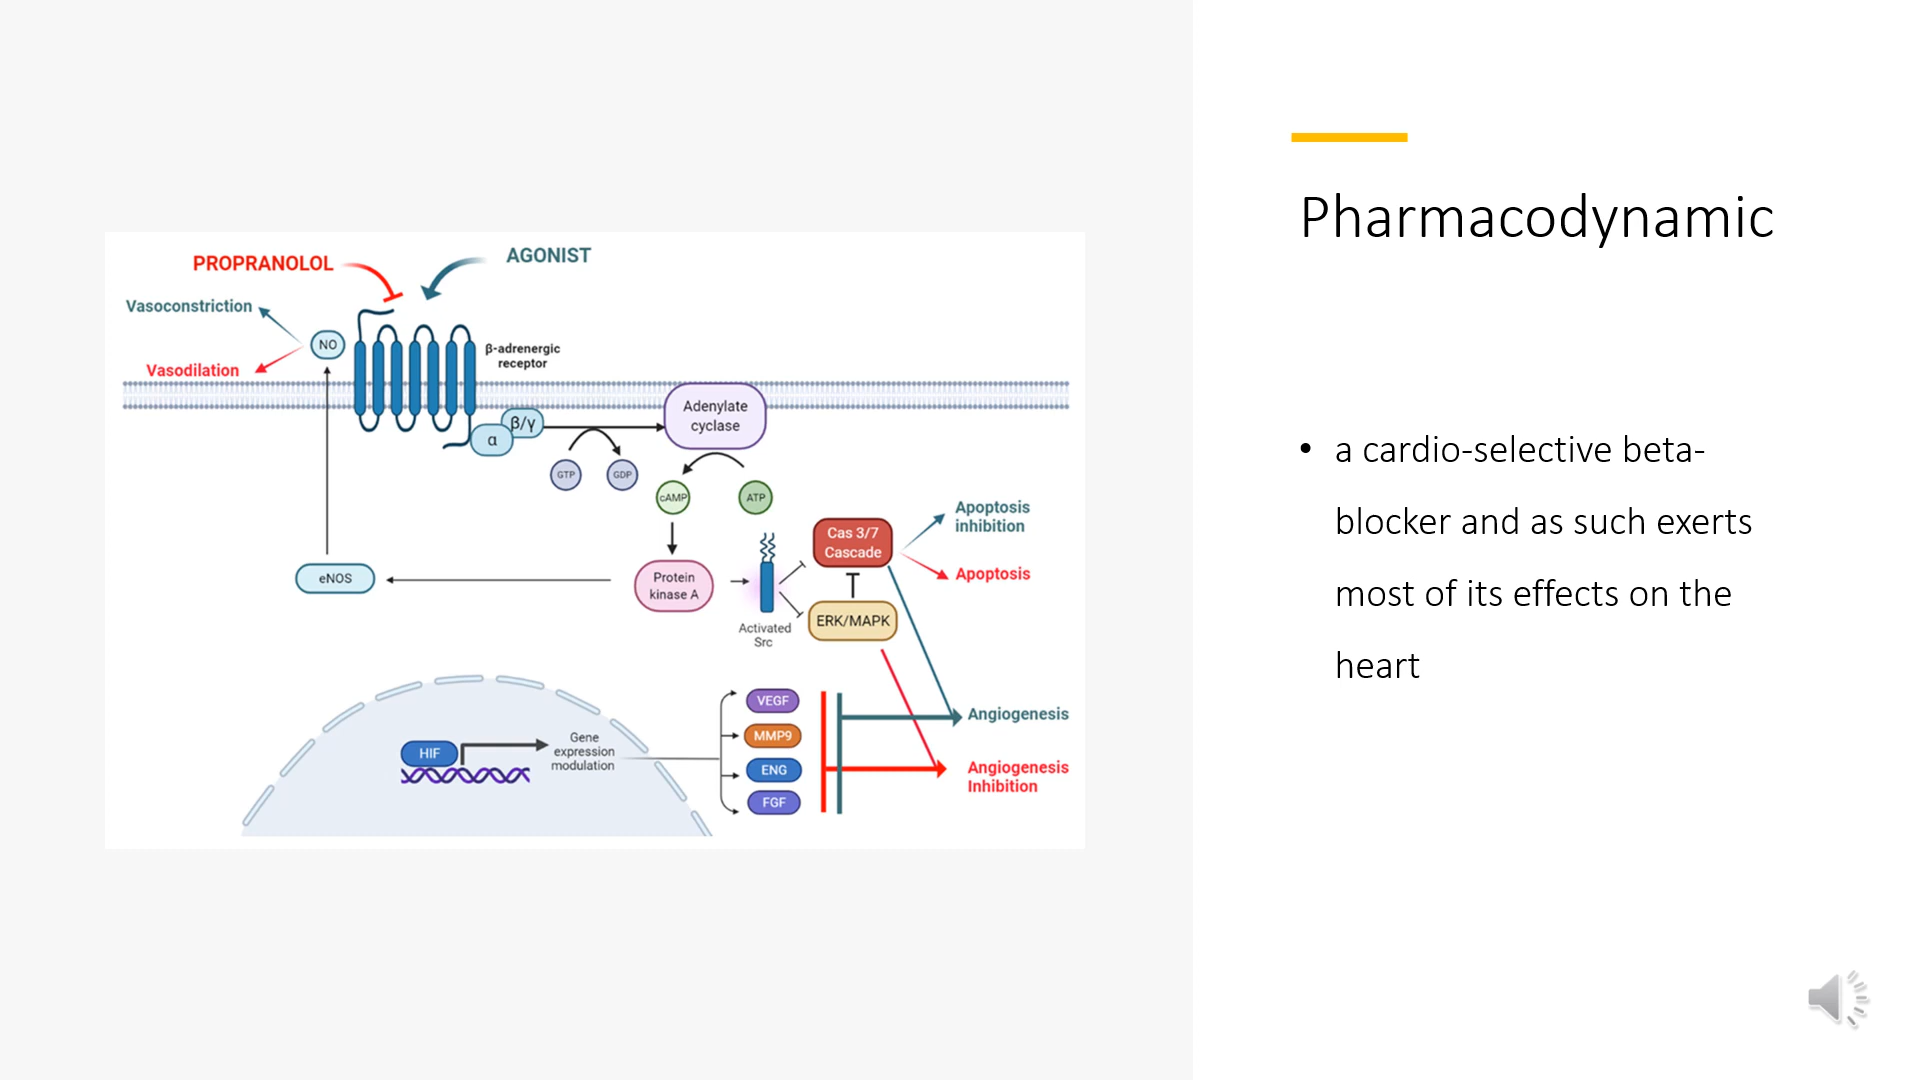 PROPRANOLOL
AGONIST
Vasoconstriction
NO
Vasodilation
β-adrenergic
receptor
Adenylate
cyclase
β/γ
α
GTP
GDP
cAMP
ATP
Cas 3/7
Cascade
Apoptosis
inhibition
Apoptosis
eNOS
Protein
kinase A
Activated
Src
ERK/MAPK
HIF
Gene
expression
modulation
VEGF
MMP9
ENG
FGF
Angiogenesis
Angiogenesis
Inhibition
Pharmacodynamic
• a cardio-selective beta-
blocker and as such exerts
most of its effects on the
heart